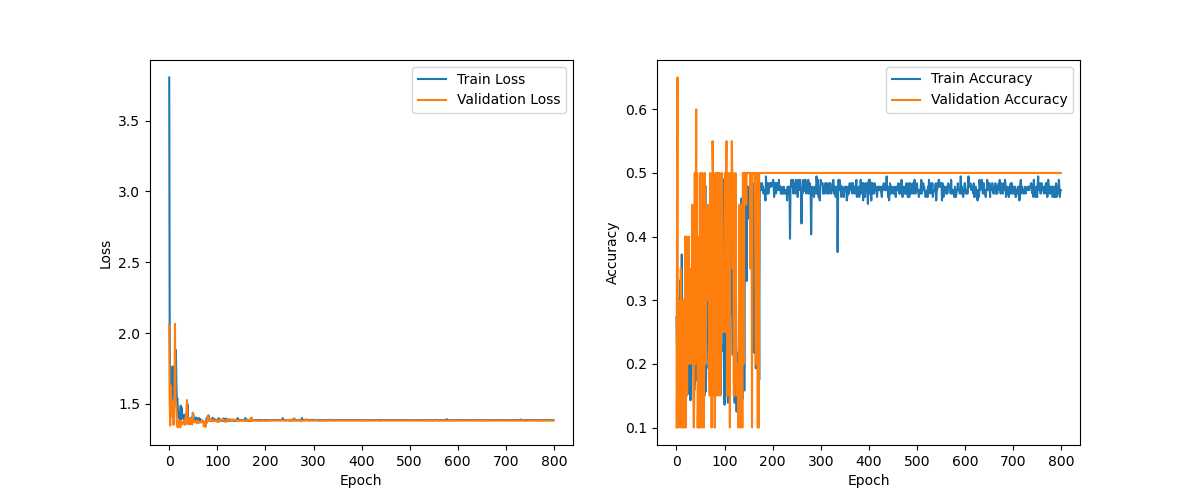 Train Loss
Validation Loss
3.5
3.0
2.5
2.0
1.5
Loss
0 100 200 300 400 500 600 700 800
Epoch
Train Accuracy
Validation Accuracy
0.6
0.5
0.4
0.3
0.2
0.1
Accuracy
0 100 200 300 400 500 600 700 800
Epoch